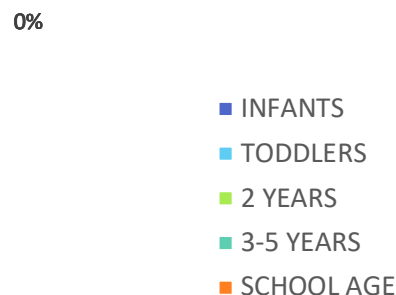 0%
INFANTS
TODDLERS
2 YEARS
3-5 YEARS
SCHOOL AGE